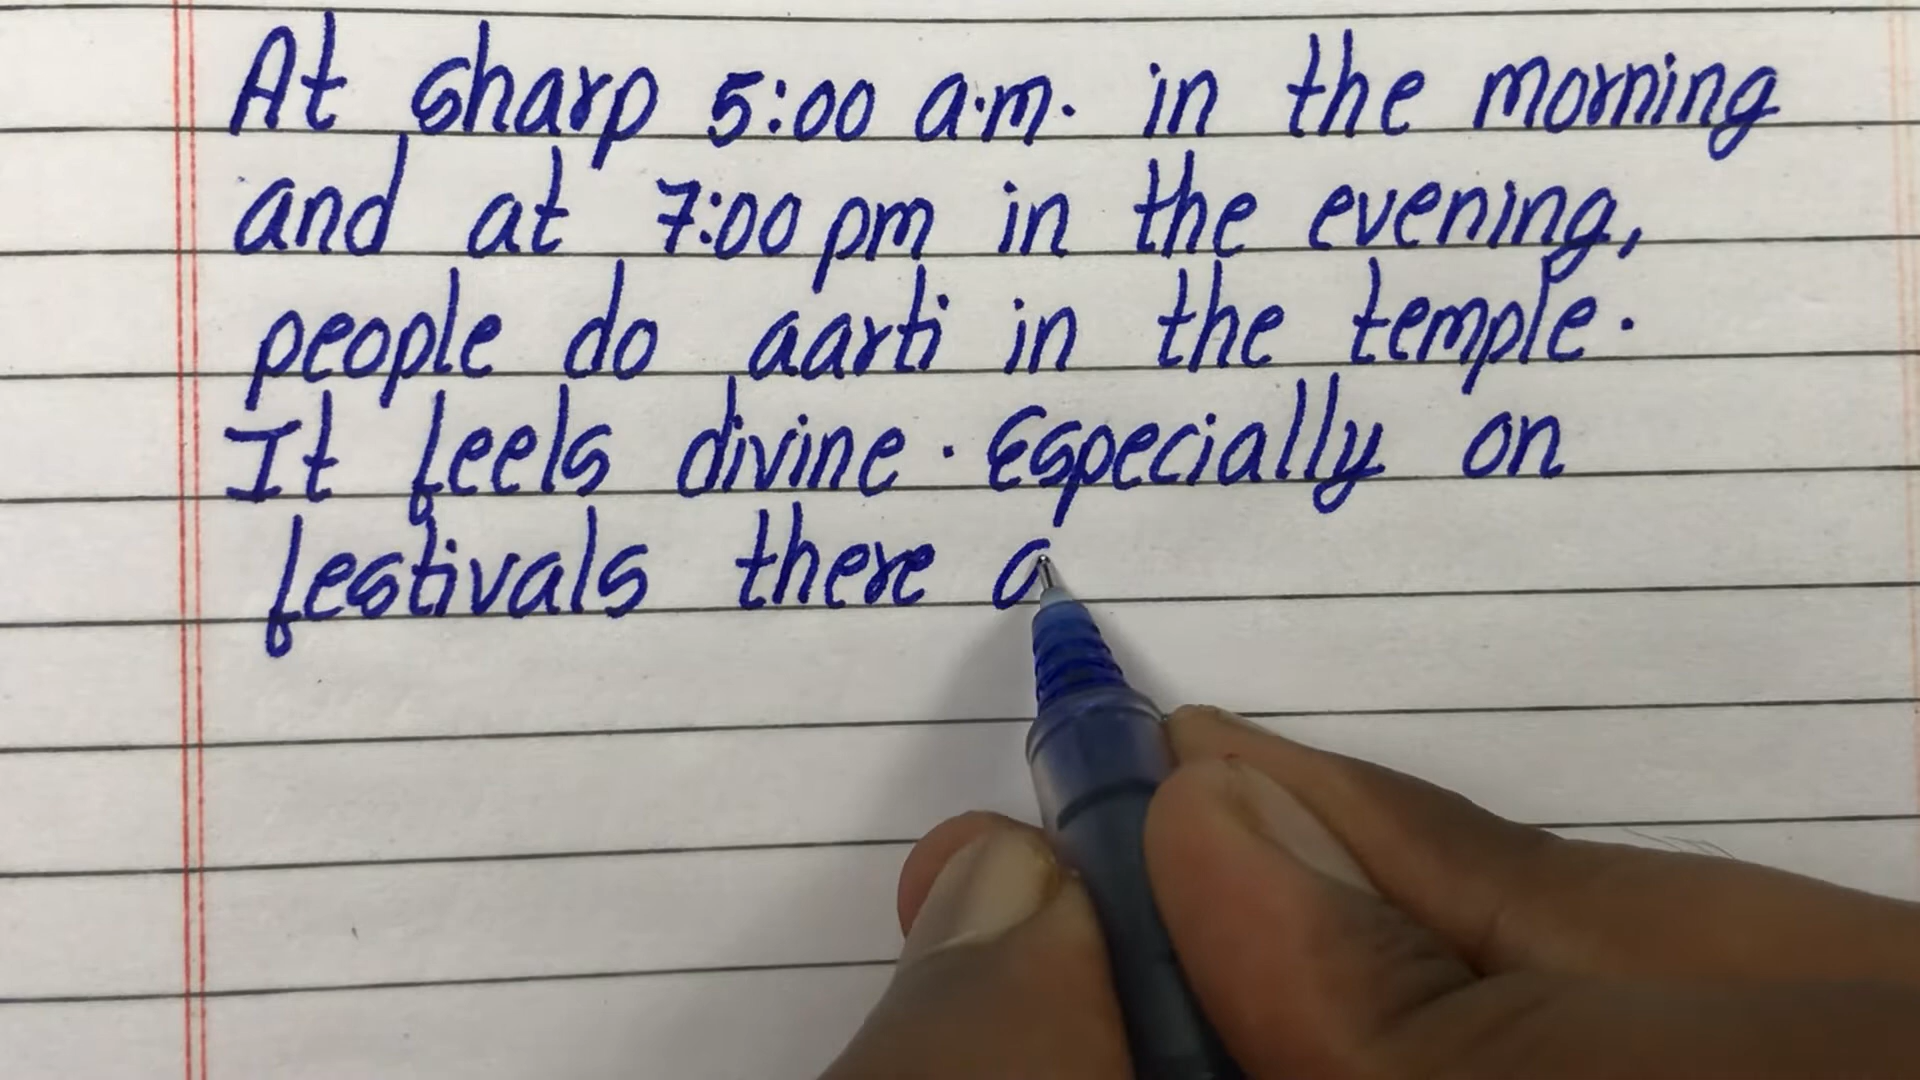 At sharp 5:00 a.m. in the morning
and at 7:00 pm in the evening,
people do aarti in the temple.
It feels divine. Especially on
festivals there a